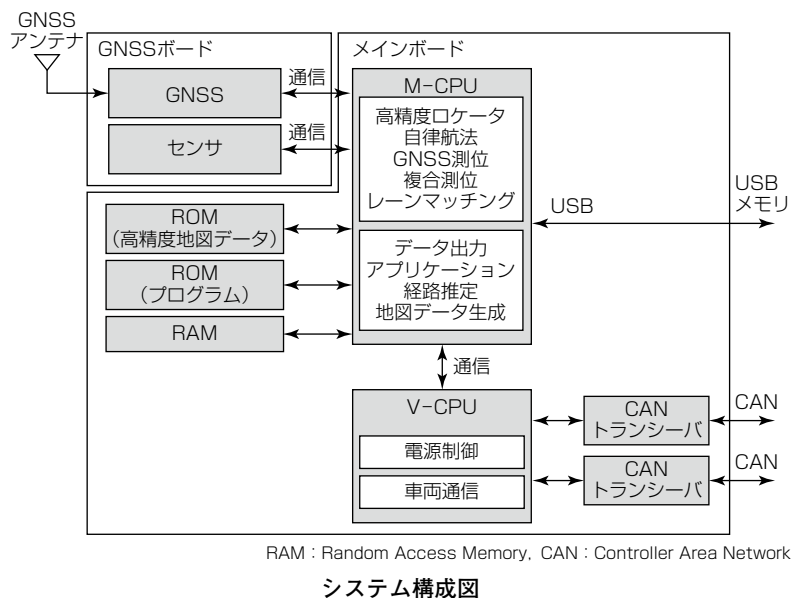 GNSS
アンテナ
GNSSボード
メインボード
GNSS
通信
センサ
通信
M-CPU
高精度ロケータ
自律航法
GNSS測位
複合測位
レーンマッチング
データ出力
アプリケーション
経路推定
地図データ生成
USB
USB
メモリ
ROM
（高精度地図データ）
ROM
（プログラム）
RAM
通信
V-CPU
電源制御
車両通信
CAN
トランシーバ
CAN
CAN
トランシーバ
CAN
RAM：Random Access Memory，CAN：Controller Area Network
システム構成図